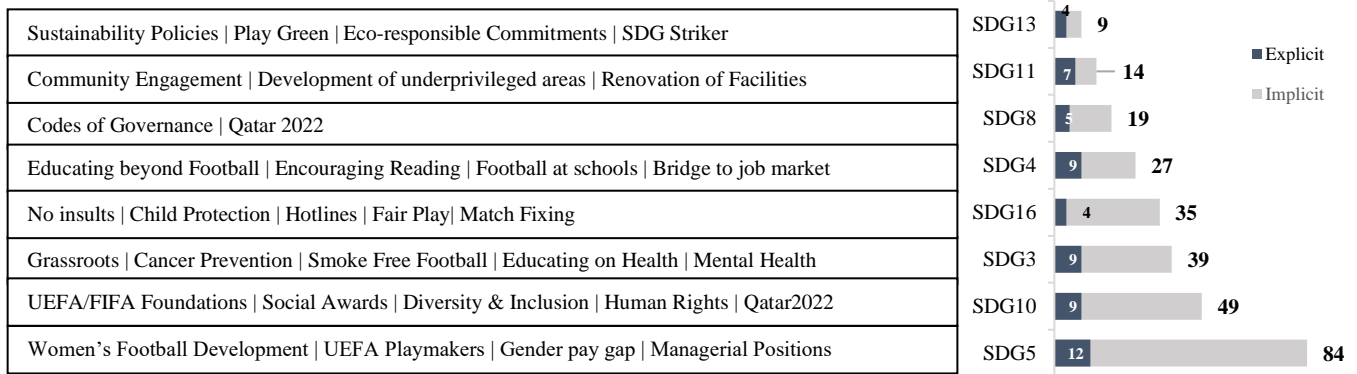 Sustainability Policies | Play Green | Eco-responsible Commitments | SDG Striker SDG13 4 9
Explicit
Community Engagement | Development of underprivileged areas | Renovation of Facilities SDG11 7 14
Implicit
Codes of Governance | Qatar 2022 SDG8 5 19
Educating beyond Football | Encouraging Reading | Football at schools | Bridge to job market SDG4 9 27
No insults | Child Protection | Hotlines | Fair Play| Match Fixing SDG16 4 35
Grassroots | Cancer Prevention | Smoke Free Football | Educating on Health | Mental Health SDG3 9 39
UEFA/FIFA Foundations | Social Awards | Diversity & Inclusion | Human Rights | Qatar2022 SDG10 9 49
Women’s Football Development | UEFA Playmakers | Gender pay gap | Managerial Positions SDG5 12 84